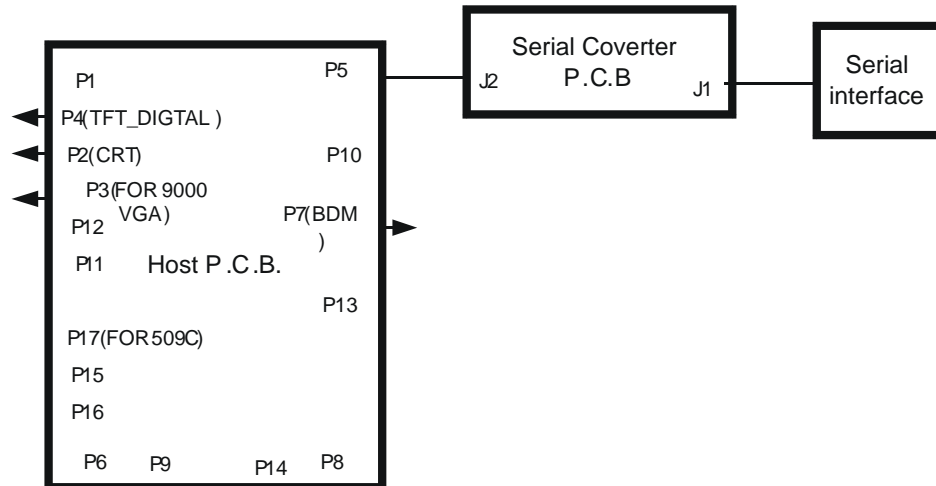 Serial Coverter
P.C.B
J2
J1
Serial
interface
P1
P5
P4(TFT_DIGTAL )
P2(CRT)
P10
P3(FOR 9000
VGA)
P7(BDM
)
P12
P11
Host P .C.B.
P13
P17(FOR 509C)
P15
P16
P6
P9
P14
P8